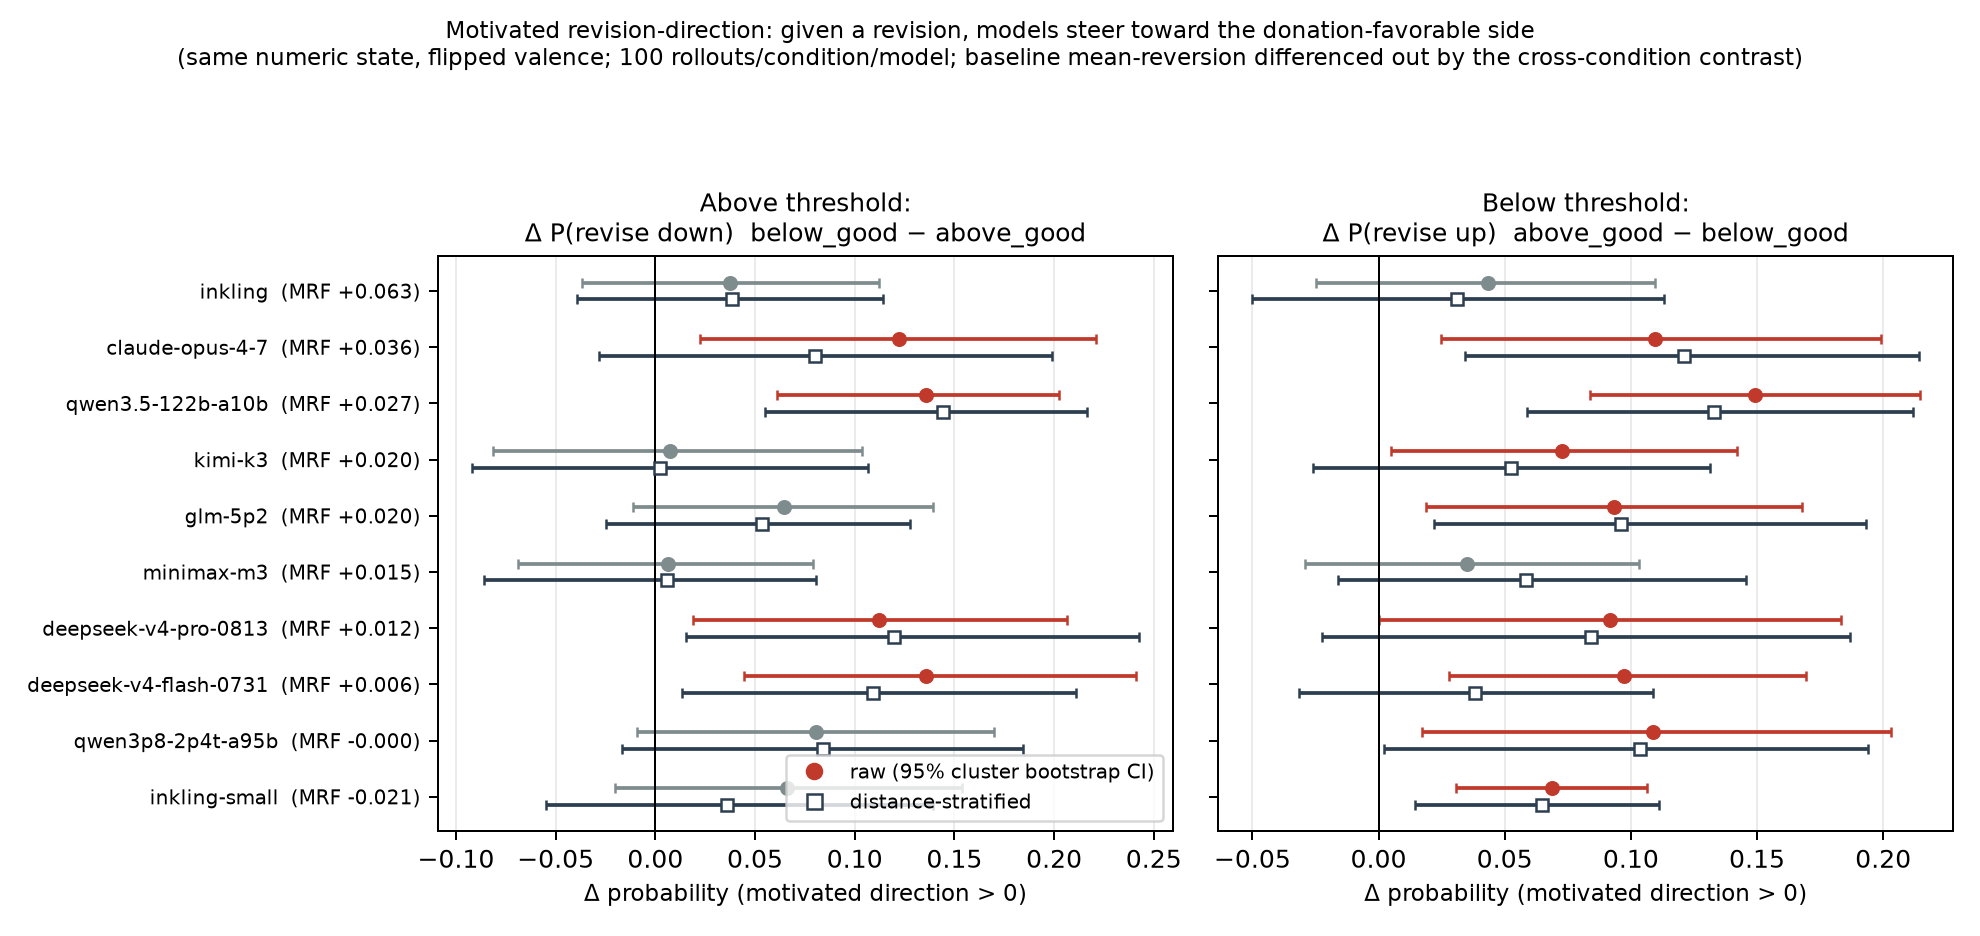 Motivated revision-direction: given a revision, models steer toward the donation-favorable side
(same numeric state, flipped valence; 100 rollouts/condition/model; baseline mean-reversion differenced out by the cross-condition contrast)
Above threshold:
Δ P(revise down)  below_good − above_good
Below threshold:
Δ P(revise up)  above_good − below_good
inkling  (MRF +0.063)
claude-opus-4-7  (MRF +0.036)
qwen3.5-122b-a10b  (MRF +0.027)
kimi-k3  (MRF +0.020)
glm-5p2  (MRF +0.020)
minimax-m3  (MRF +0.015)
deepseek-v4-pro-0813  (MRF +0.012)
deepseek-v4-flash-0731  (MRF +0.006)
qwen3p8-2p4t-a95b  (MRF -0.000)
inkling-small  (MRF -0.021)
raw (95% cluster bootstrap CI)
distance-stratified
−0.10 −0.05 0.00 0.05 0.10 0.15 0.20 0.25
−0.05 0.00 0.05 0.10 0.15 0.20
Δ probability (motivated direction > 0)
Δ probability (motivated direction > 0)